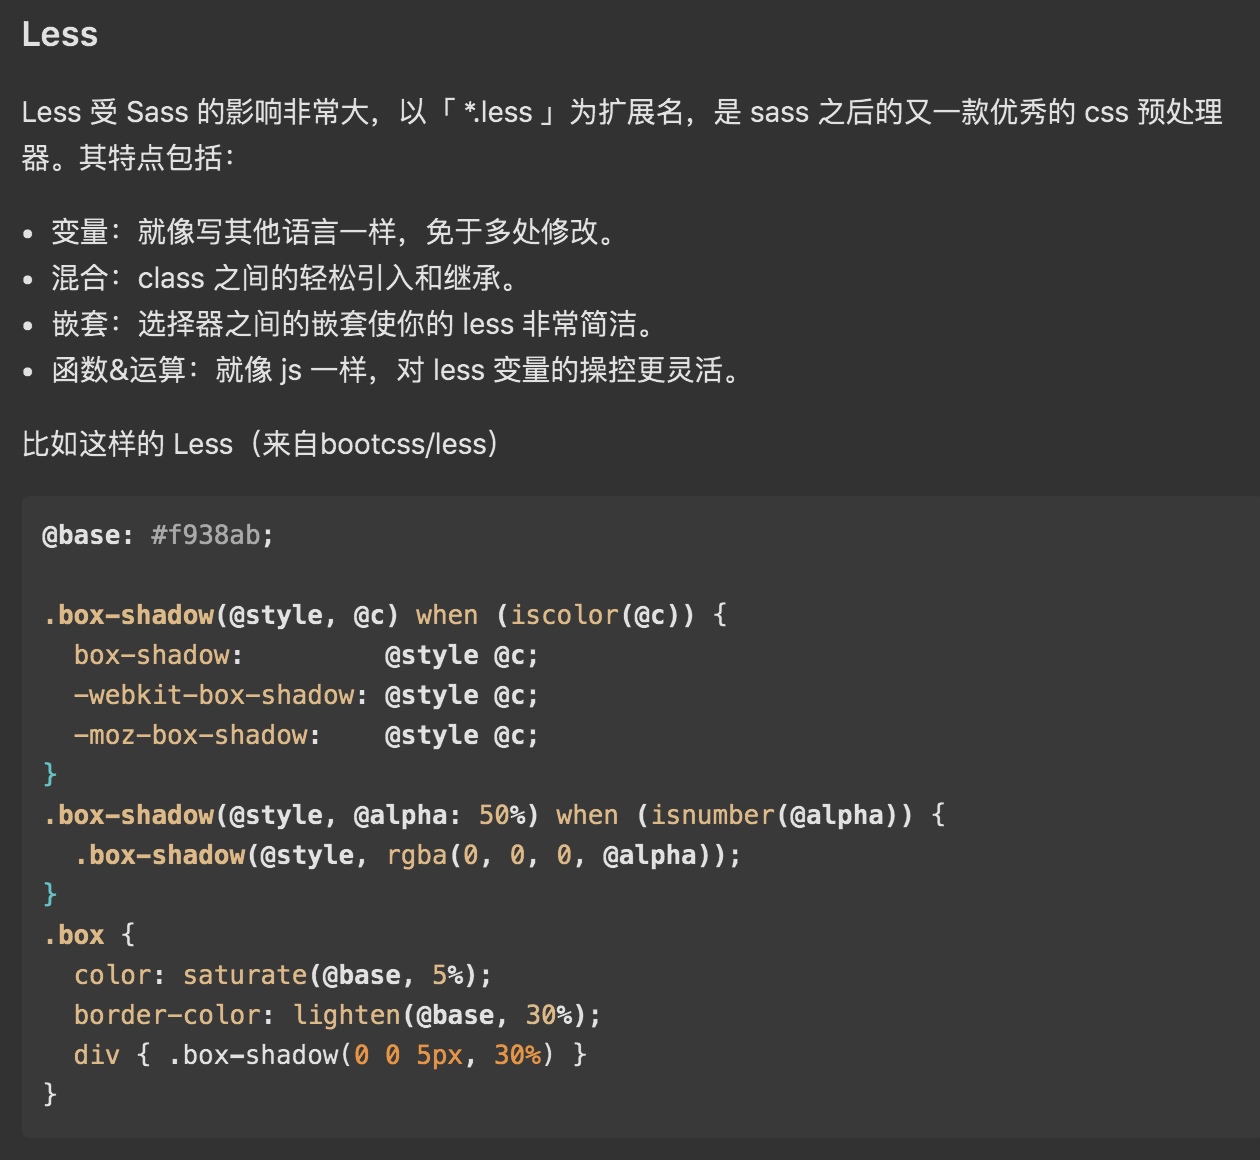 Less
Less 受 Sass 的影响非常大，以「 *.less 」为扩展名，是 sass 之后的又一款优秀的 css 预处理
器。其特点包括：
• 变量：就像写其他语言一样，免于多处修改。
• 混合：class 之间的轻松引入和继承。
• 嵌套：选择器之间的嵌套使你的 less 非常简洁。
• 函数&运算：就像 js 一样，对 less 变量的操控更灵活。
比如这样的 Less（来自bootcss/less）
@base: #f938ab;
.box-shadow(@style, @c) when (iscolor(@c)) {
  box-shadow:         @style @c;
  -webkit-box-shadow: @style @c;
  -moz-box-shadow:    @style @c;
}
.box-shadow(@style, @alpha: 50%) when (isnumber(@alpha)) {
  .box-shadow(@style, rgba(0, 0, 0, @alpha));
}
.box {
  color: saturate(@base, 5%);
  border-color: lighten(@base, 30%);
  div { .box-shadow(0 0 5px, 30%) }
}